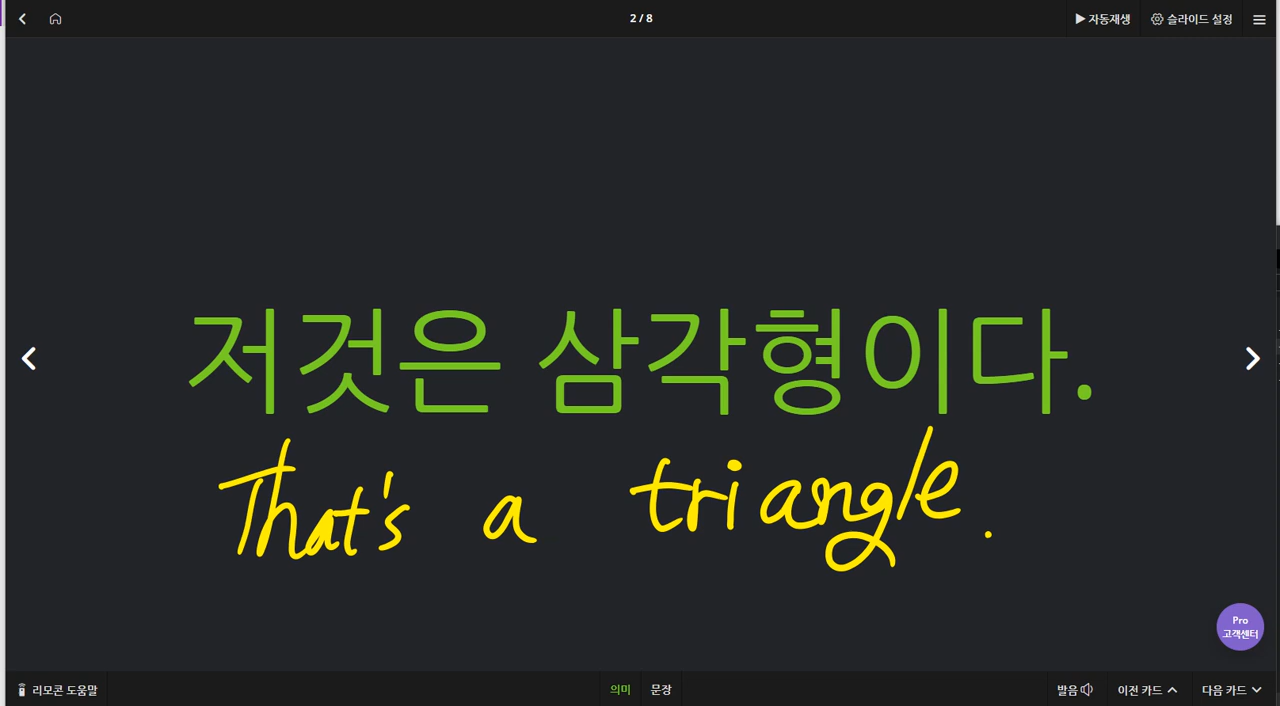 2 / 8
자동재생
슬라이드 설정
저것은 삼각형이다.
That's a triangle.
Pro
고객센터
리모콘 도움말
의미
문장
발음
이전 카드
다음 카드